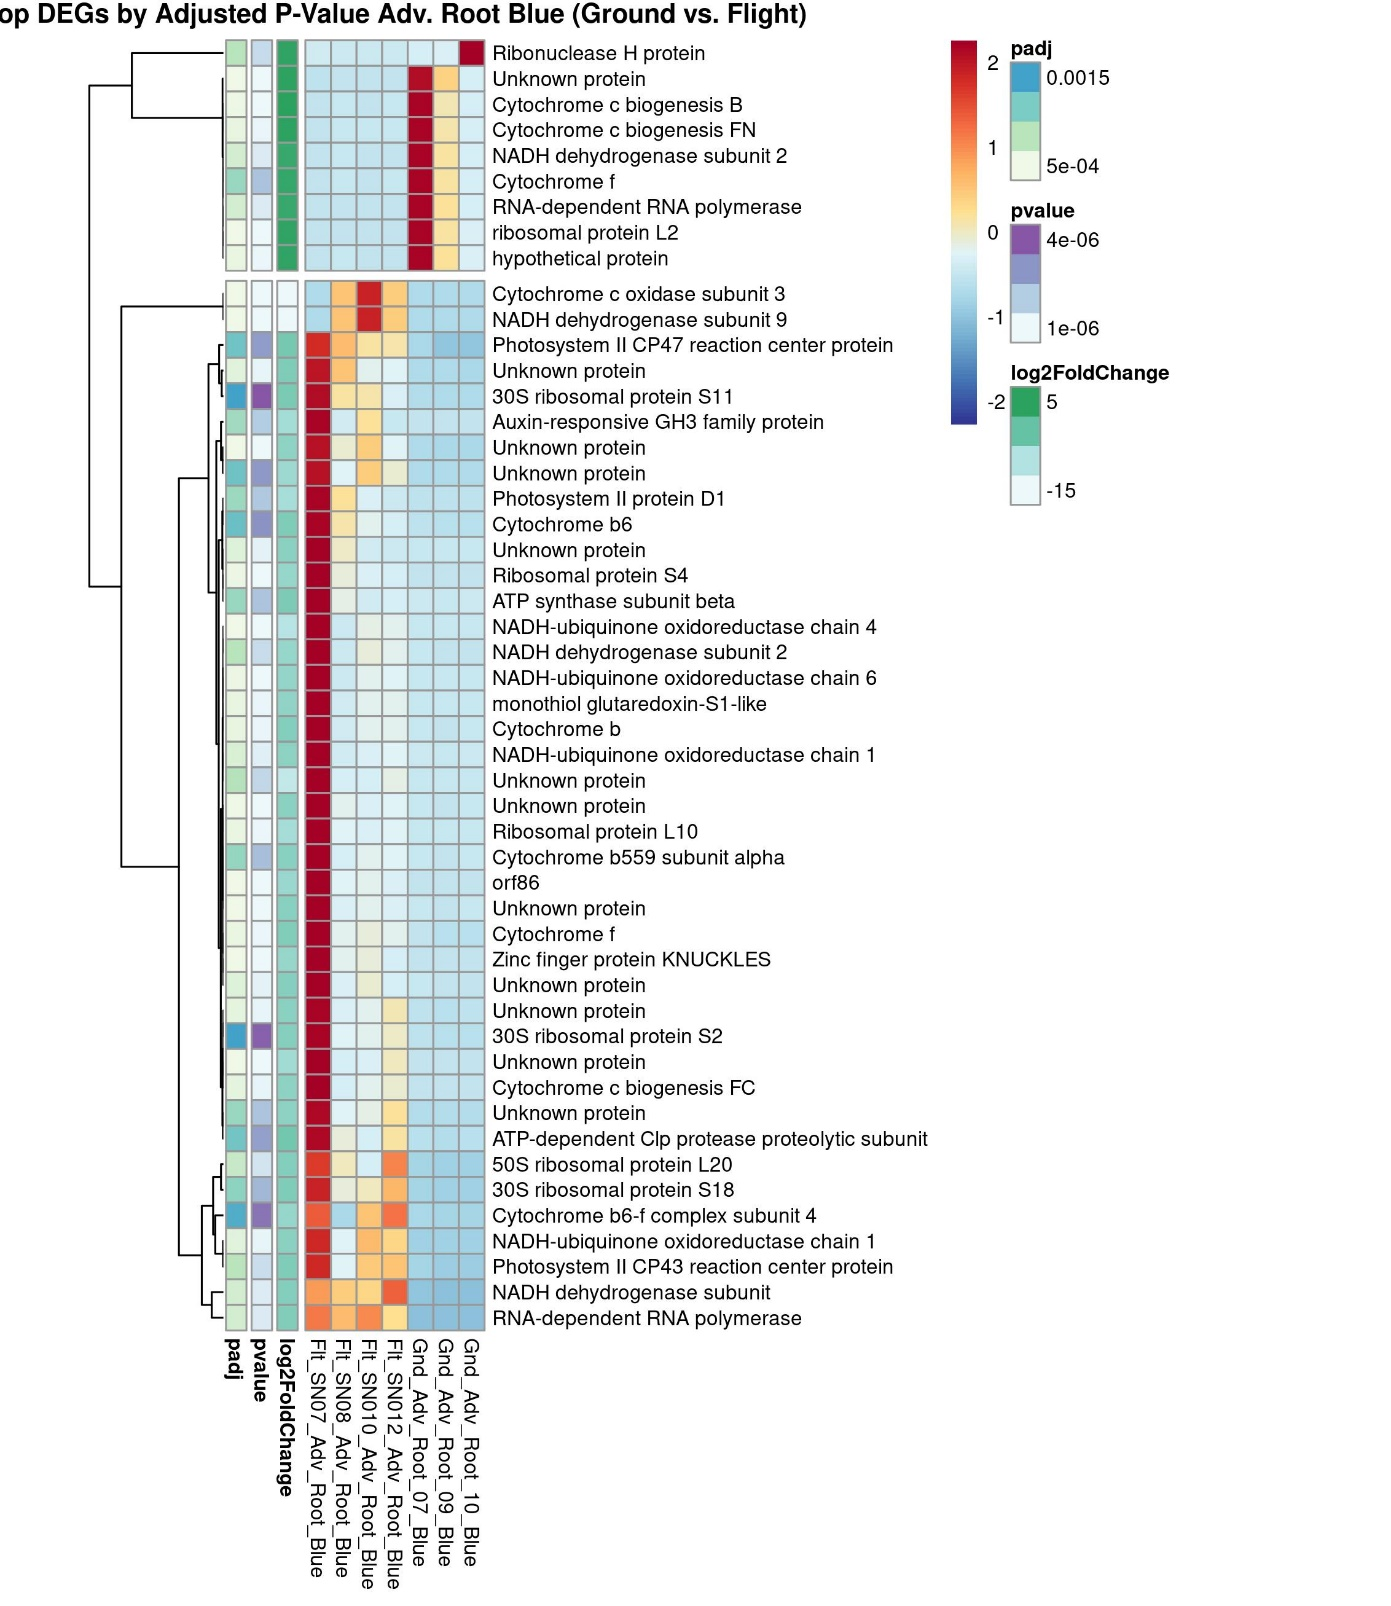 op DEGs by Adjusted P-Value Adv. Root Blue (Ground vs. Flight)
Ribonuclease H protein
Unknown protein
Cytochrome c biogenesis B
Cytochrome c biogenesis FN
NADH dehydrogenase subunit 2
Cytochrome f
RNA-dependent RNA polymerase
ribosomal protein L2
hypothetical protein
Cytochrome c oxidase subunit 3
NADH dehydrogenase subunit 9
Photosystem II CP47 reaction center protein
Unknown protein
30S ribosomal protein S11
Auxin-responsive GH3 family protein
Unknown protein
Unknown protein
Photosystem II protein D1
Cytochrome b6
Unknown protein
Ribosomal protein S4
ATP synthase subunit beta
NADH-ubiquinone oxidoreductase chain 4
NADH dehydrogenase subunit 2
NADH-ubiquinone oxidoreductase chain 6
monothiol glutaredoxin-S1-like
Cytochrome b
NADH-ubiquinone oxidoreductase chain 1
Unknown protein
Unknown protein
Ribosomal protein L10
Cytochrome b559 subunit alpha
orf86
Unknown protein
Cytochrome f
Zinc finger protein KNUCKLES
Unknown protein
Unknown protein
30S ribosomal protein S2
Unknown protein
Cytochrome c biogenesis FC
Unknown protein
ATP-dependent Clp protease proteolytic subunit
50S ribosomal protein L20
30S ribosomal protein S18
Cytochrome b6-f complex subunit 4
NADH-ubiquinone oxidoreductase chain 1
Photosystem II CP43 reaction center protein
NADH dehydrogenase subunit
RNA-dependent RNA polymerase
padj
pvalue
log2FoldChange
Flt_SN07_Adv_Root_Blue
Flt_SN08_Adv_Root_Blue
Flt_SN010_Adv_Root_Blue
Flt_SN012_Adv_Root_Blue
Gnd_Adv_Root_07_Blue
Gnd_Adv_Root_09_Blue
Gnd_Adv_Root_10_Blue
2
1
0
-1
-2
padj
0.0015
5e-04
pvalue
4e-06
1e-06
log2FoldChange
5
-15